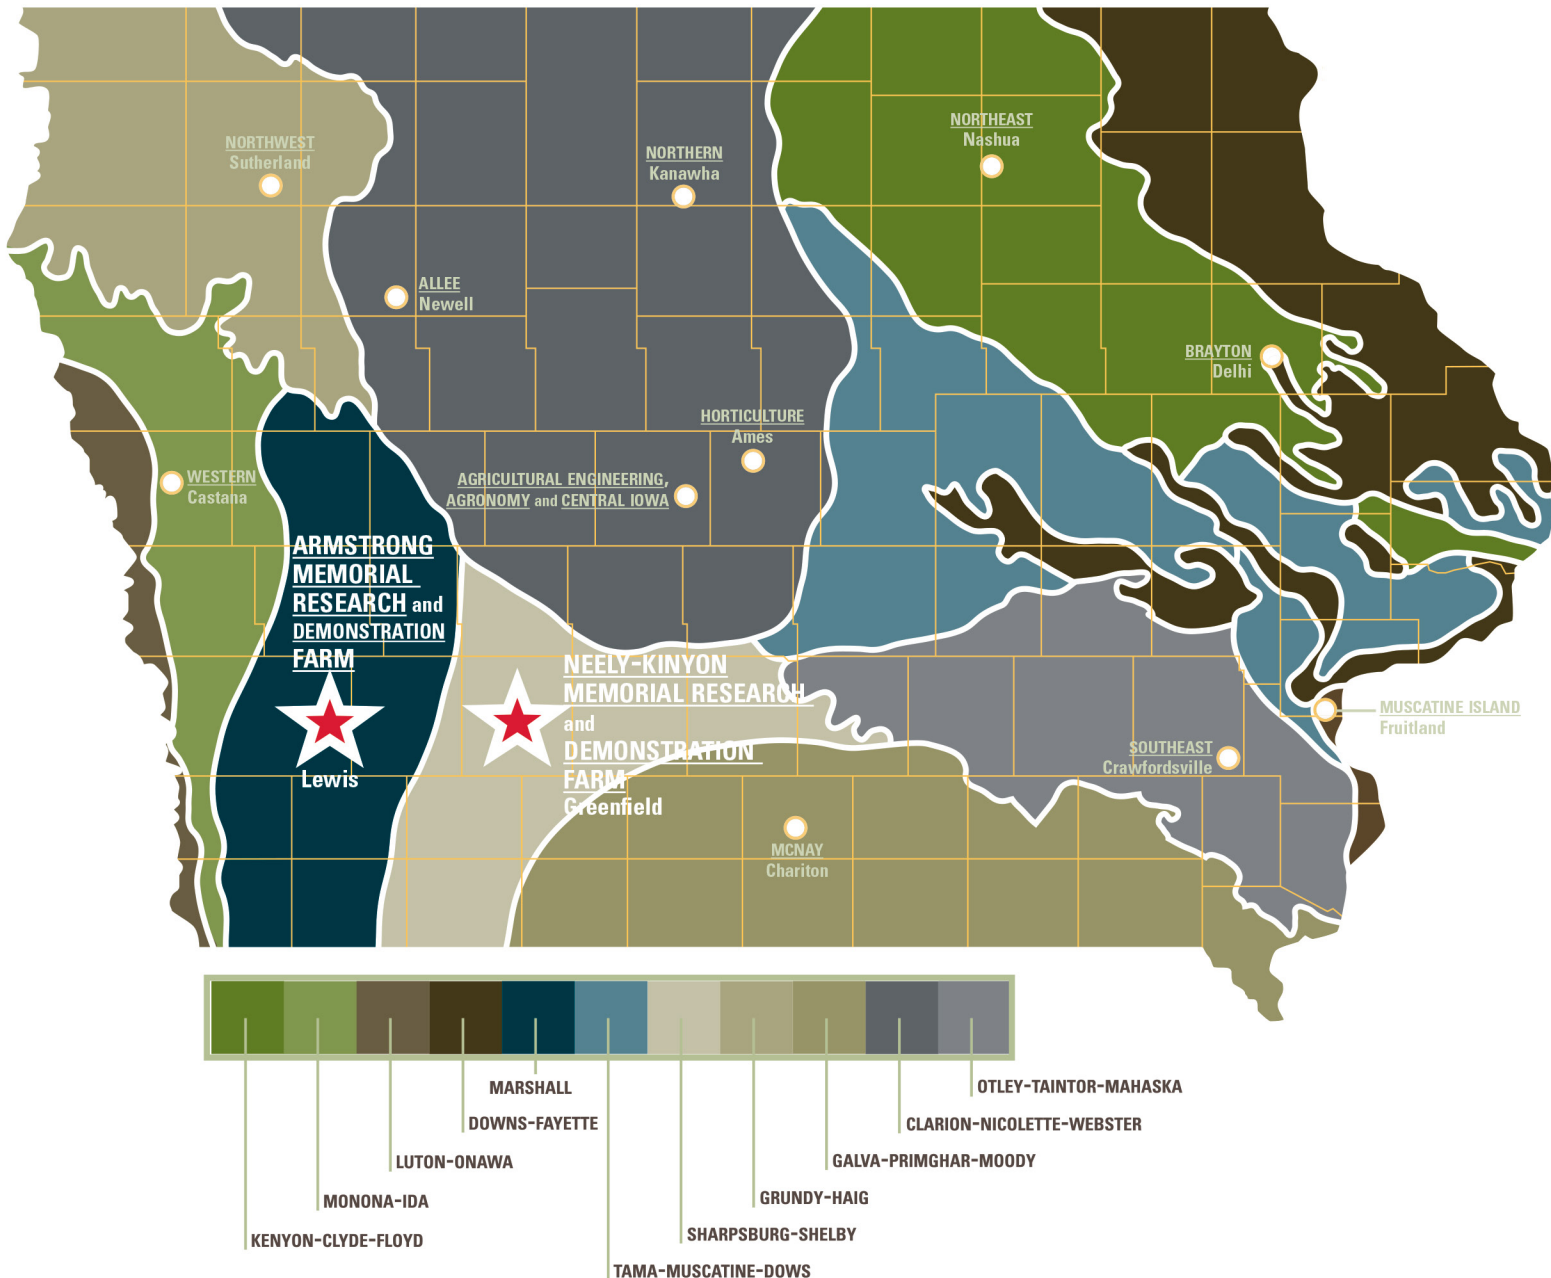 NORTHWEST
Sutherland
NORTHERN
Kanawha
NORTHEAST
Nashua
ALLEE
Newell
BRAYTON
Delhi
HORTICULTURE
Ames
WESTERN
Castana
AGRICULTURAL ENGINEERING,
AGRONOMY and CENTRAL IOWA
ARMSTRONG
MEMORIAL
RESEARCH and
DEMONSTRATION
FARM
Lewis
NEELY-KINYON
MEMORIAL RESEARCH
and
DEMONSTRATION
FARM
Greenfield
MUSCATINE ISLAND
Fruitland
SOUTHEAST
Crawfordsville
MCNAY
Chariton
MARSHALL
OTLEY-TAINTOR-MAHASKA
DOWNS-FAYETTE
CLARION-NICOLETTE-WEBSTER
LUTON-ONAWA
GALVA-PRIMGHAR-MOODY
MONONA-IDA
GRUNDY-HAIG
KENYON-CLYDE-FLOYD
SHARPSBURG-SHELBY
TAMA-MUSCATINE-DOWS